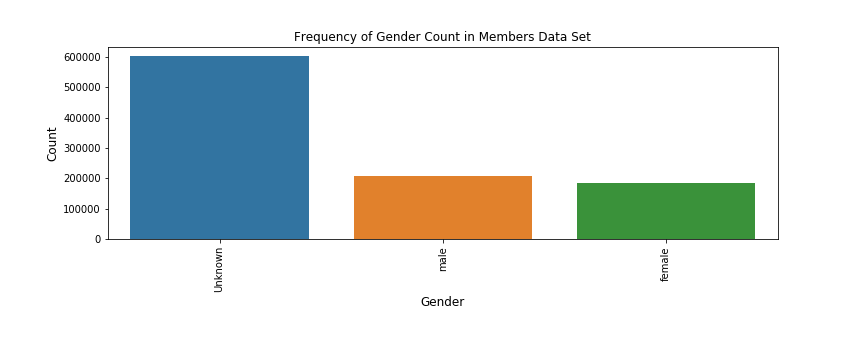 Frequency of Gender Count in Members Data Set
Count
600000
500000
400000
300000
200000
100000
0
Unknown
male
female
Gender